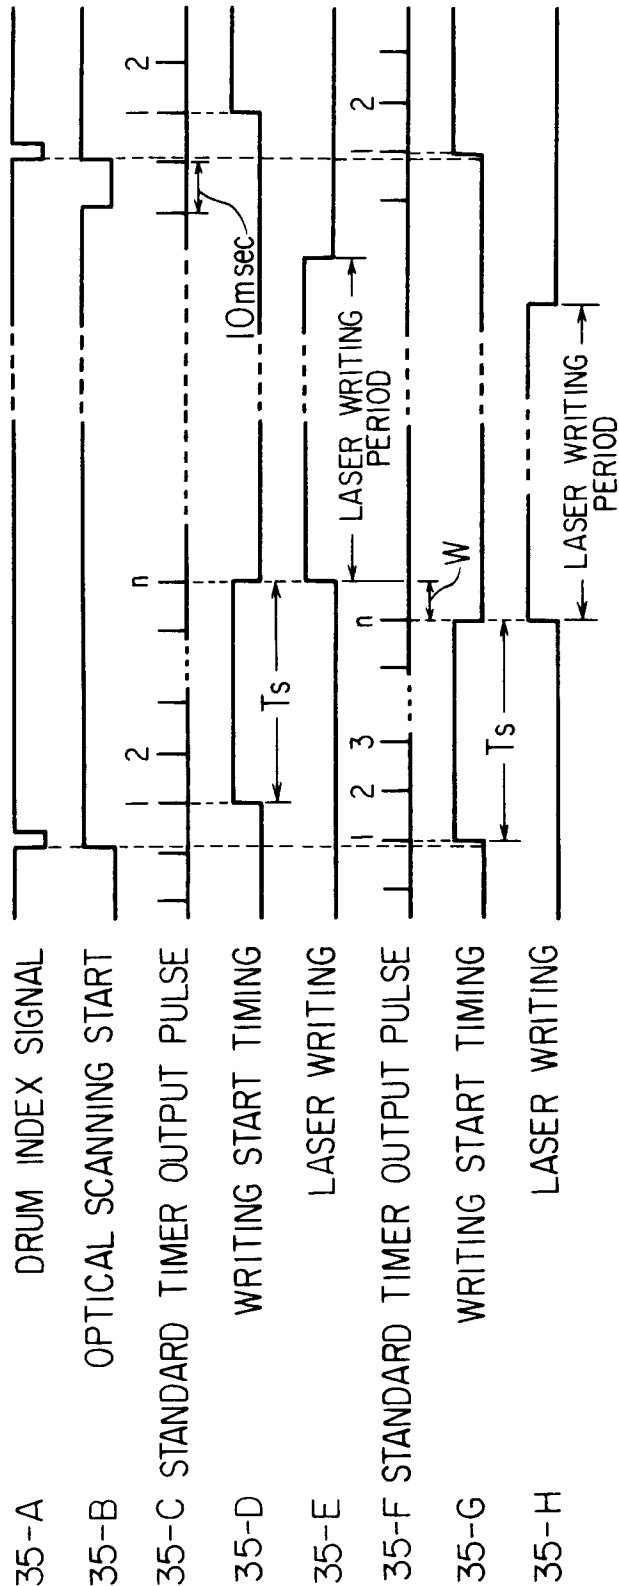 35-A DRUM INDEX SIGNAL
35-B OPTICAL SCANNING START
35-C STANDARD TIMER OUTPUT PULSE
1 2 n 10msec 1 2
35-D WRITING START TIMING
Ts
35-E LASER WRITING
LASER WRITING
PERIOD
35-F STANDARD TIMER OUTPUT PULSE
1 2 3 n 1 2
W
35-G WRITING START TIMING
Ts
35-H LASER WRITING
LASER WRITING
PERIOD